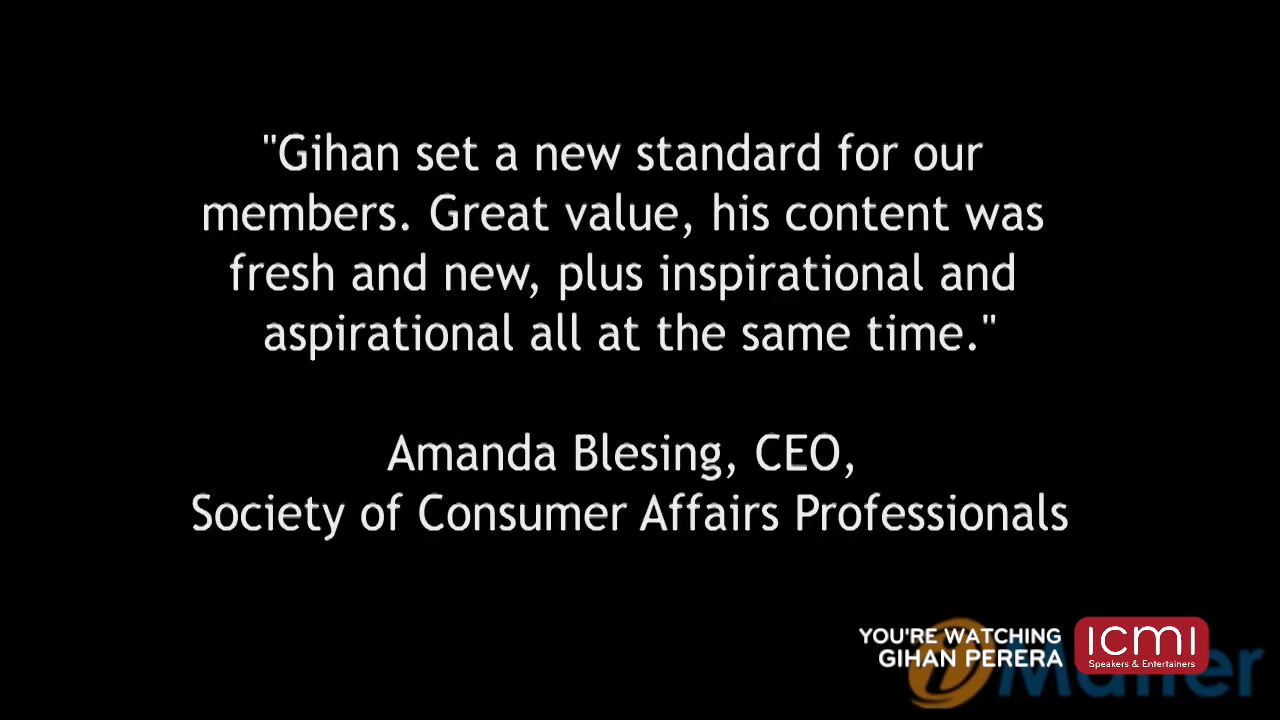 "Gihan set a new standard for our
members. Great value, his content was
fresh and new, plus inspirational and
aspirational all at the same time."
Amanda Blesing, CEO,
Society of Consumer Affairs Professionals
YOU'RE WATCHING
GIHAN PERERA
ICMI
Speakers & Entertainers